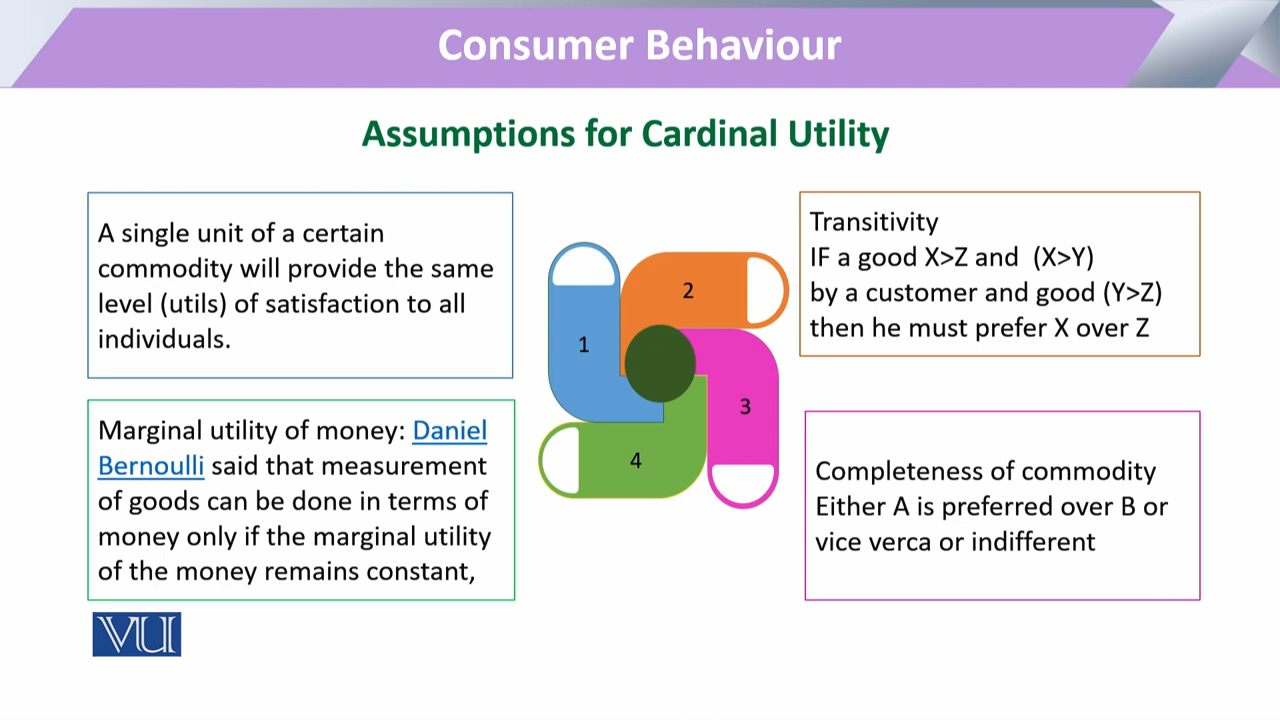 Consumer Behaviour
Assumptions for Cardinal Utility
A single unit of a certain
commodity will provide the same
level (utils) of satisfaction to all
individuals.
Transitivity
IF a good X>Z and  (X>Y)
by a customer and good (Y>Z)
then he must prefer X over Z
1
2
3
4
Marginal utility of money: Daniel
Bernoulli said that measurement
of goods can be done in terms of
money only if the marginal utility
of the money remains constant,
Completeness of commodity
Either A is preferred over B or
vice verca or indifferent
VU